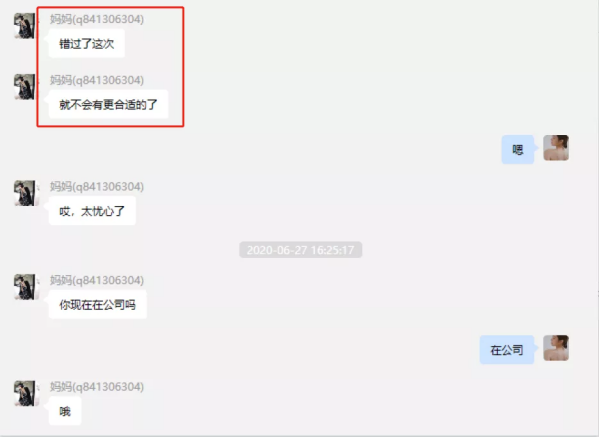 妈妈(q841306304)
错过了这次
妈妈(q841306304)
就不会有更合适的了
嗯
妈妈(q841306304)
哎，太忧心了
2020-06-27 16:25:17
妈妈(q841306304)
你现在在公司吗
在公司
妈妈(q841306304)
哦